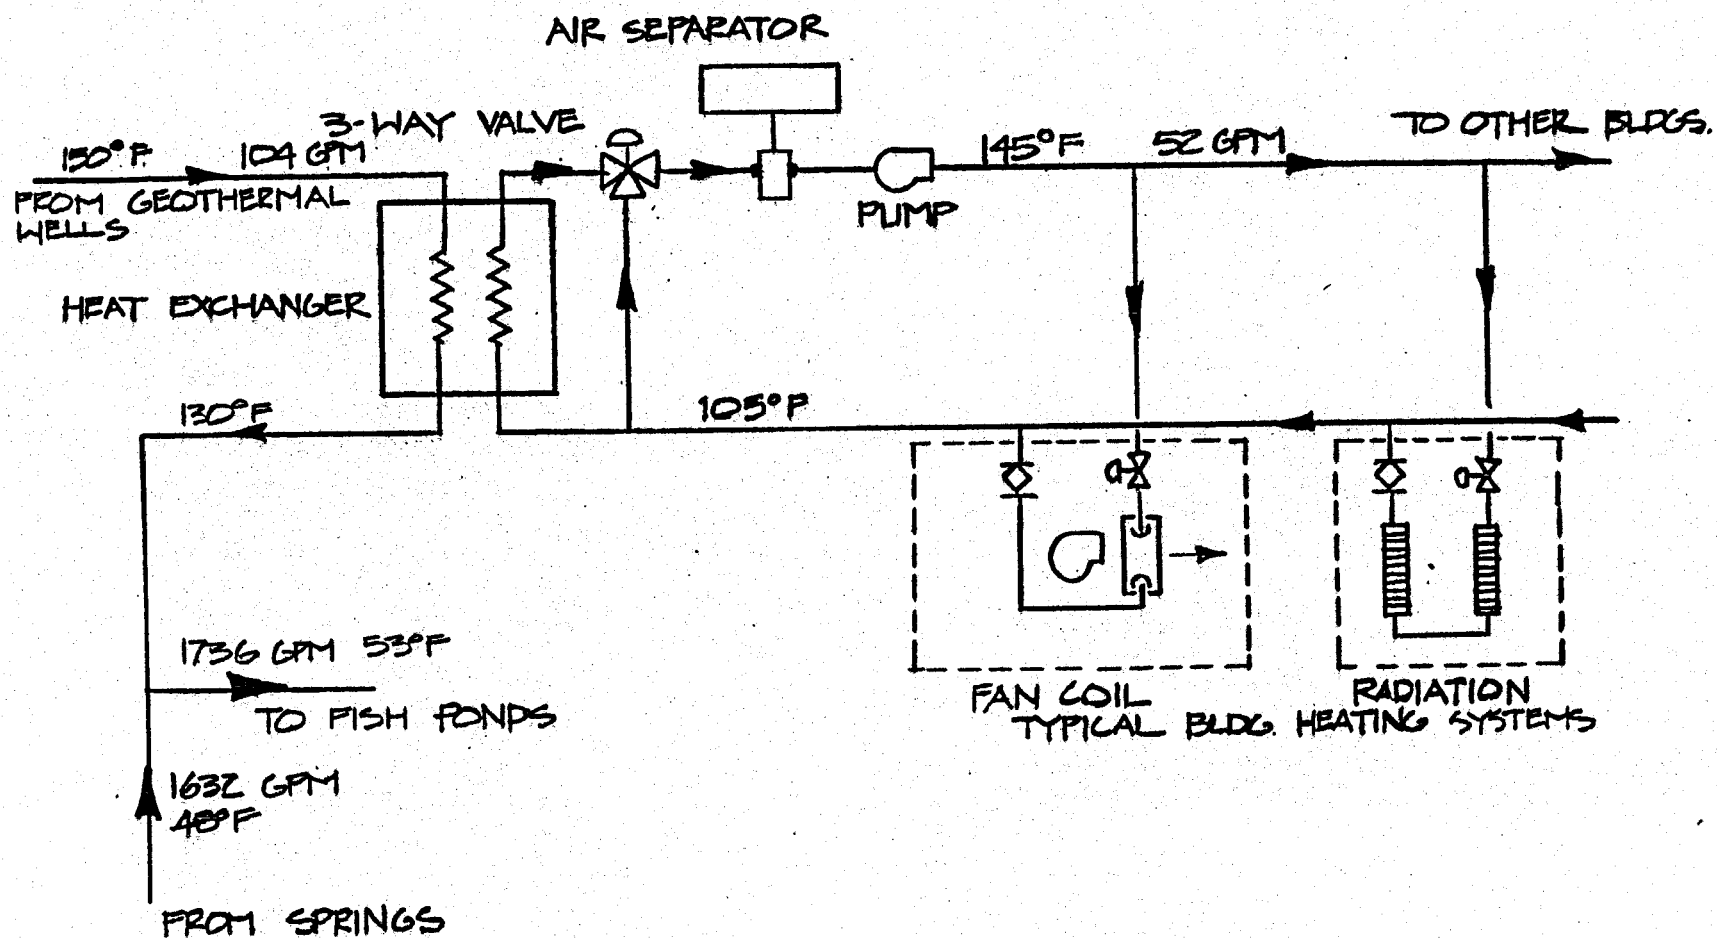 AIR SEPARATOR
3-WAY VALVE
TO OTHER BLDGS.
150°F
104 GPM
145°F
52 GPM
FROM GEOTHERMAL
WELLS
PUMP
HEAT EXCHANGER
130°F
105°F
1736 GPM 53°F
TO FISH PONDS
FAN COIL
RADIATION
TYPICAL BLDG. HEATING SYSTEMS
1632 GPM
48°F
FROM SPRINGS